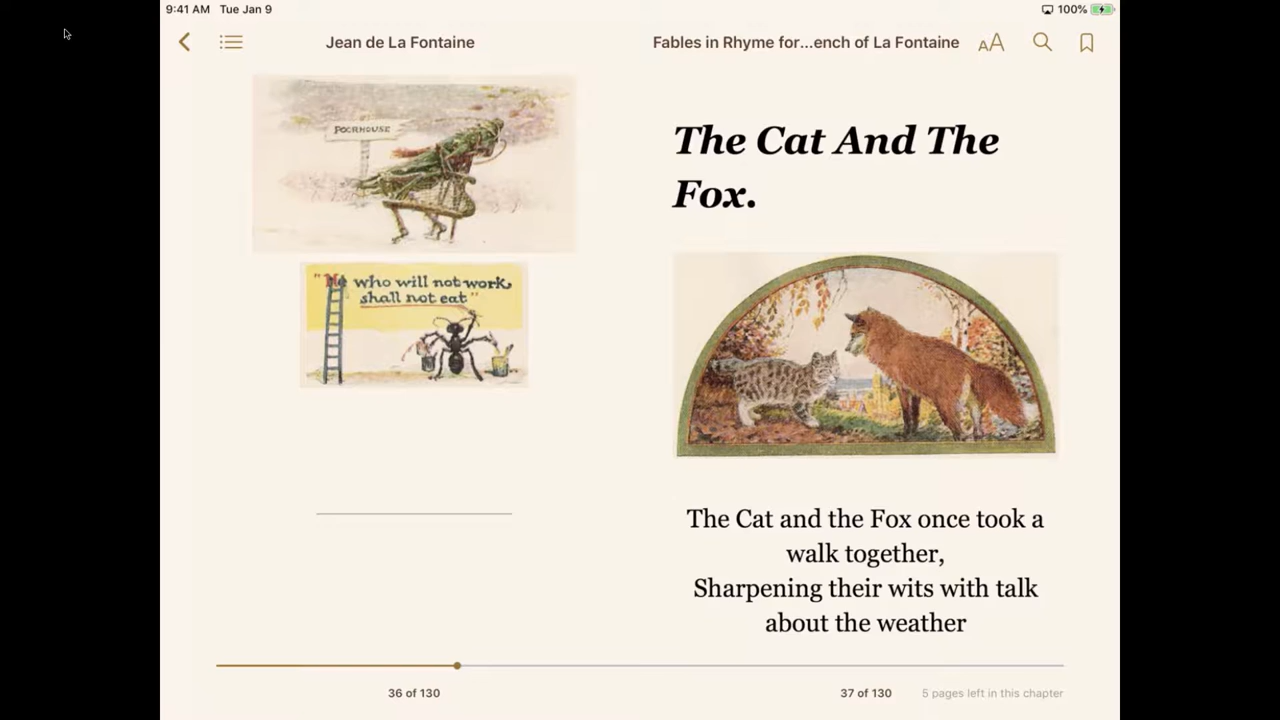 9:41 AM Tue Jan 9
100%
Jean de La Fontaine
Fables in Rhyme for...ench of La Fontaine
AA
POORHOUSE
"He who will not work,
shall not eat"
The Cat And The
Fox.
The Cat and the Fox once took a
walk together,
Sharpening their wits with talk
about the weather
36 of 130
37 of 130
5 pages left in this chapter